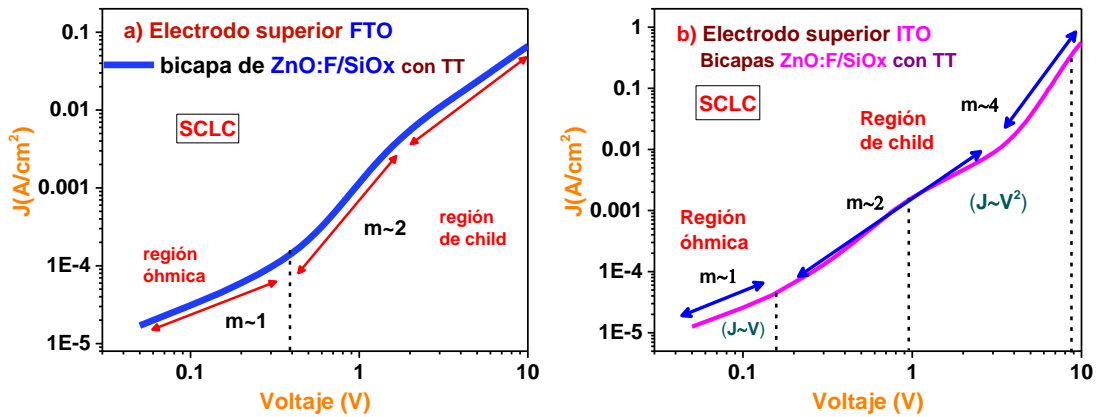 a) Electrodo superior FTO
bicapa de ZnO:F/SiOx con TT
SCLC
región
óhmica
m~1
m~2
región
de child
0.1
0.01
0.001
1E-4
1E-5
J(A/cm²)
0.1
1
10
Voltaje (V)
b) Electrodo superior ITO
Bicapas ZnO:F/SiOx con TT
SCLC
Región
de child
m~4
m~2
(J~V²)
Región
óhmica
m~1
(J~V)
1
0.1
0.01
0.001
1E-4
1E-5
J(A/cm²)
0.1
1
10
Voltaje (V)